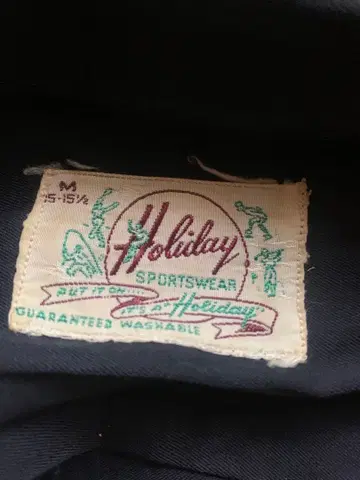 M
15-15½
Holiday
SPORTSWEAR
PUT IT ON....
IT'S A "Holiday"
GUARANTEED WASHABLE